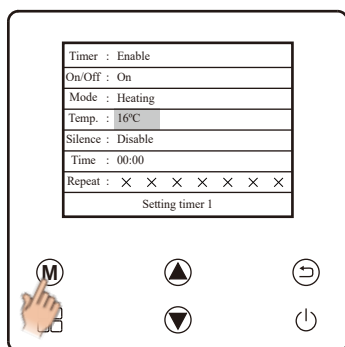 Timer : Enable
On/Off : On
Mode : Heating
Temp. : 16ºC
Silence : Disable
Time : 00:00
Repeat : × × × × × × ×
Setting timer 1
M